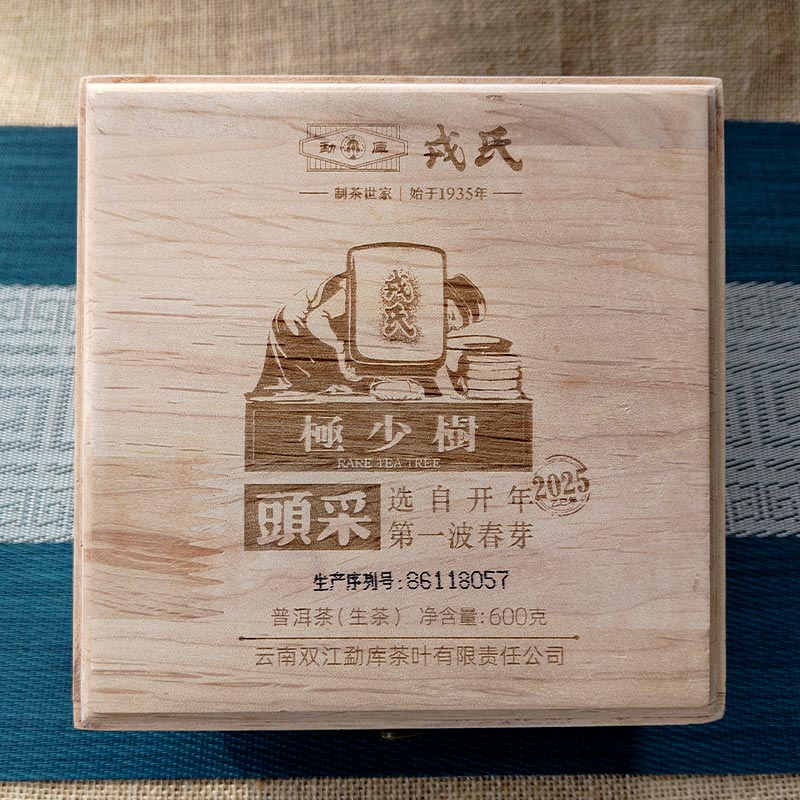 勐库 戎氏
制茶世家 | 始于1935年
戎氏
極少樹
RARE TEA TREE
頭采
选自开年
第一波春芽
2025
生产序列号:86118057
普洱茶(生茶) 净含量:600克
云南双江勐库茶叶有限责任公司